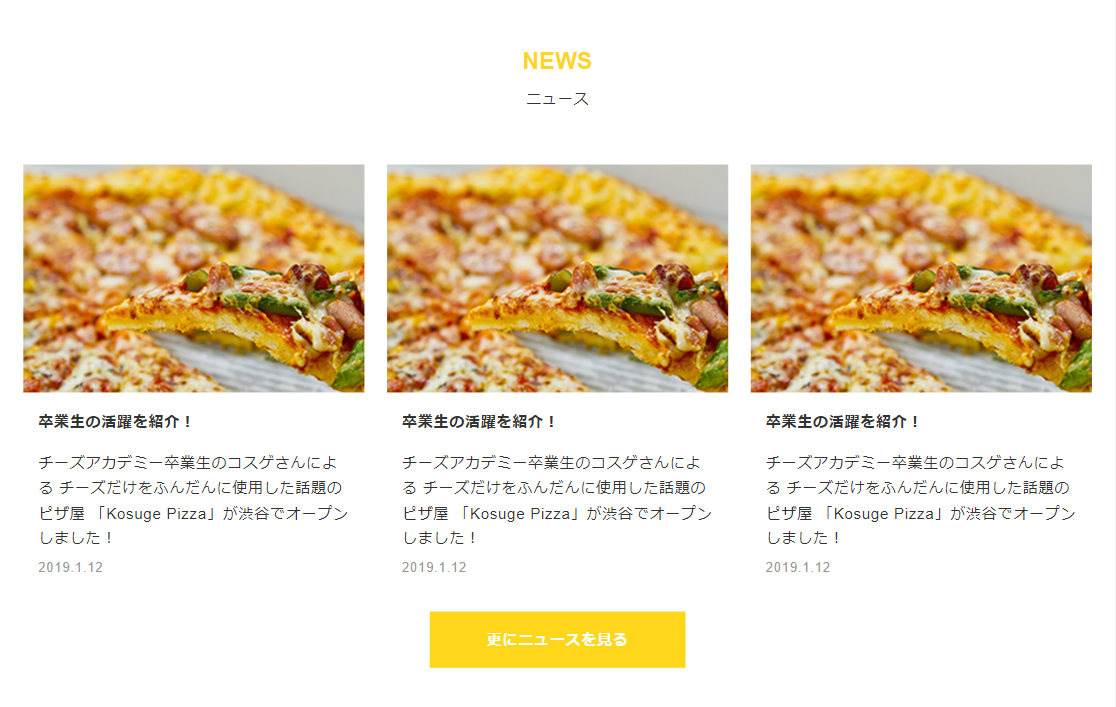 NEWS
ニュース
卒業生の活躍を紹介！
チーズアカデミー卒業生のコスゲさんによ
る チーズだけをふんだんに使用した話題の
ピザ屋 「Kosuge Pizza」が渋谷でオープン
しました！
2019.1.12
卒業生の活躍を紹介！
チーズアカデミー卒業生のコスゲさんによ
る チーズだけをふんだんに使用した話題の
ピザ屋 「Kosuge Pizza」が渋谷でオープン
しました！
2019.1.12
卒業生の活躍を紹介！
チーズアカデミー卒業生のコスゲさんによ
る チーズだけをふんだんに使用した話題の
ピザ屋 「Kosuge Pizza」が渋谷でオープン
しました！
2019.1.12
更にニュースを見る